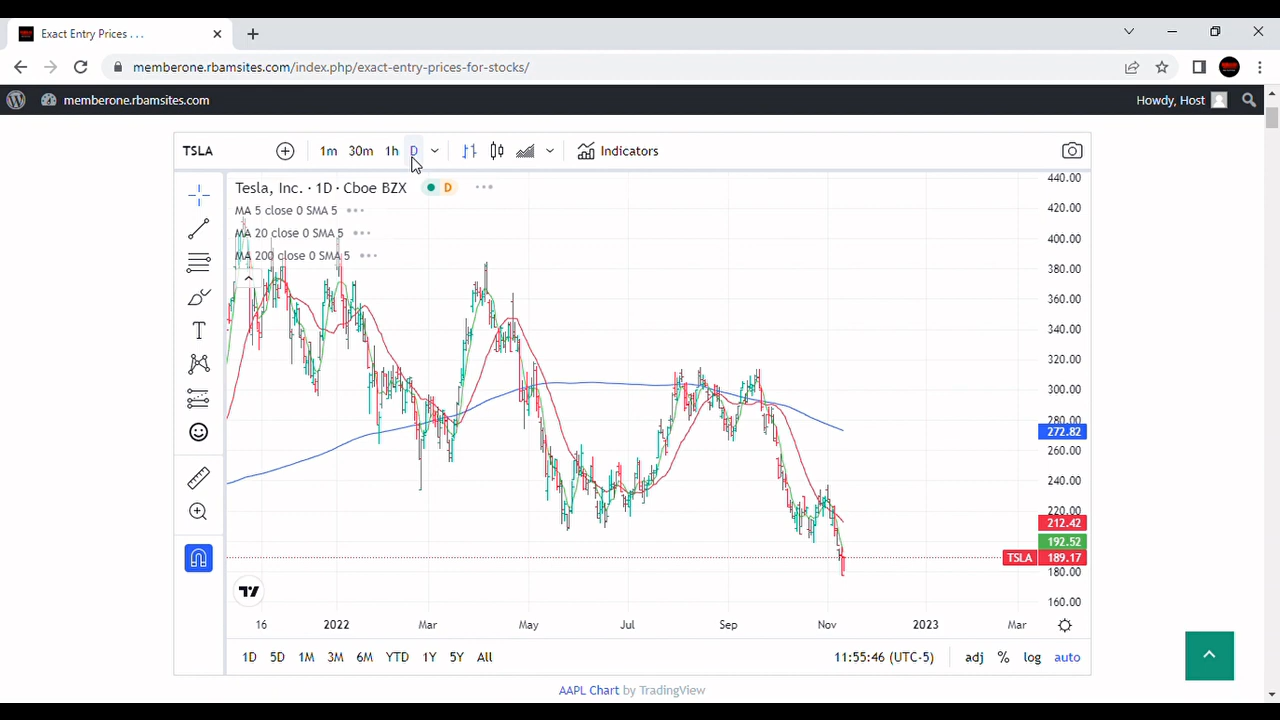 Exact Entry Prices . . .
memberone.rbamsites.com/index.php/exact-entry-prices-for-stocks/
memberone.rbamsites.com
Howdy, Host
TSLA
1m 30m 1h D
Indicators
Tesla, Inc. · 1D · Cboe BZX
D
MA 5 close 0 SMA 5
MA 20 close 0 SMA 5
MA 200 close 0 SMA 5
440.00
420.00
400.00
380.00
360.00
340.00
320.00
300.00
280.00
272.82
260.00
240.00
220.00
212.42
192.52
TSLA 189.17
180.00
160.00
16 2022 Mar May Jul Sep Nov 2023 Mar
1D 5D 1M 3M 6M YTD 1Y 5Y All
11:55:46 (UTC-5) adj % log auto
AAPL Chart by TradingView